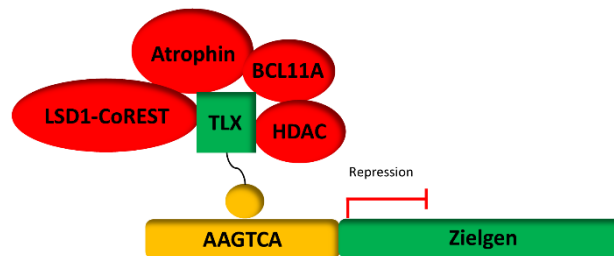 Atrophin
BCL11A
LSD1-CoREST
TLX
HDAC
Repression
AAGTCA
Zielgen